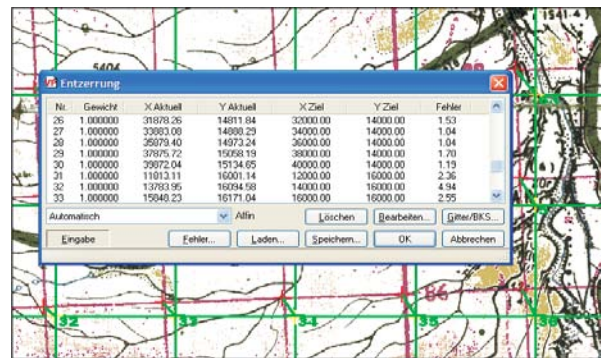 1541.4
5406
Entzerrung
Nr. Gewicht X Aktuell Y Aktuell X Ziel Y Ziel Fehler
26 1.000000 31878.26 14811.84 32000.00 14000.00 1.53
27 1.000000 33883.08 14888.29 34000.00 14000.00 1.04
28 1.000000 35879.40 14973.24 36000.00 14000.00 1.04
29 1.000000 37875.72 15058.19 38000.00 14000.00 1.70
30 1.000000 39872.04 15134.65 40000.00 14000.00 1.19
31 1.000000 11813.11 16001.14 12000.00 16000.00 2.36
32 1.000000 13783.95 16094.58 14000.00 16000.00 4.94
33 1.000000 15848.23 16171.04 16000.00 16000.00 2.55
Automatisch Affin Löschen Bearbeiten... Gitter/BKS...
Eingabe Fehler... Laden... Speichern... OK Abbrechen
86
32 33 34 35 36